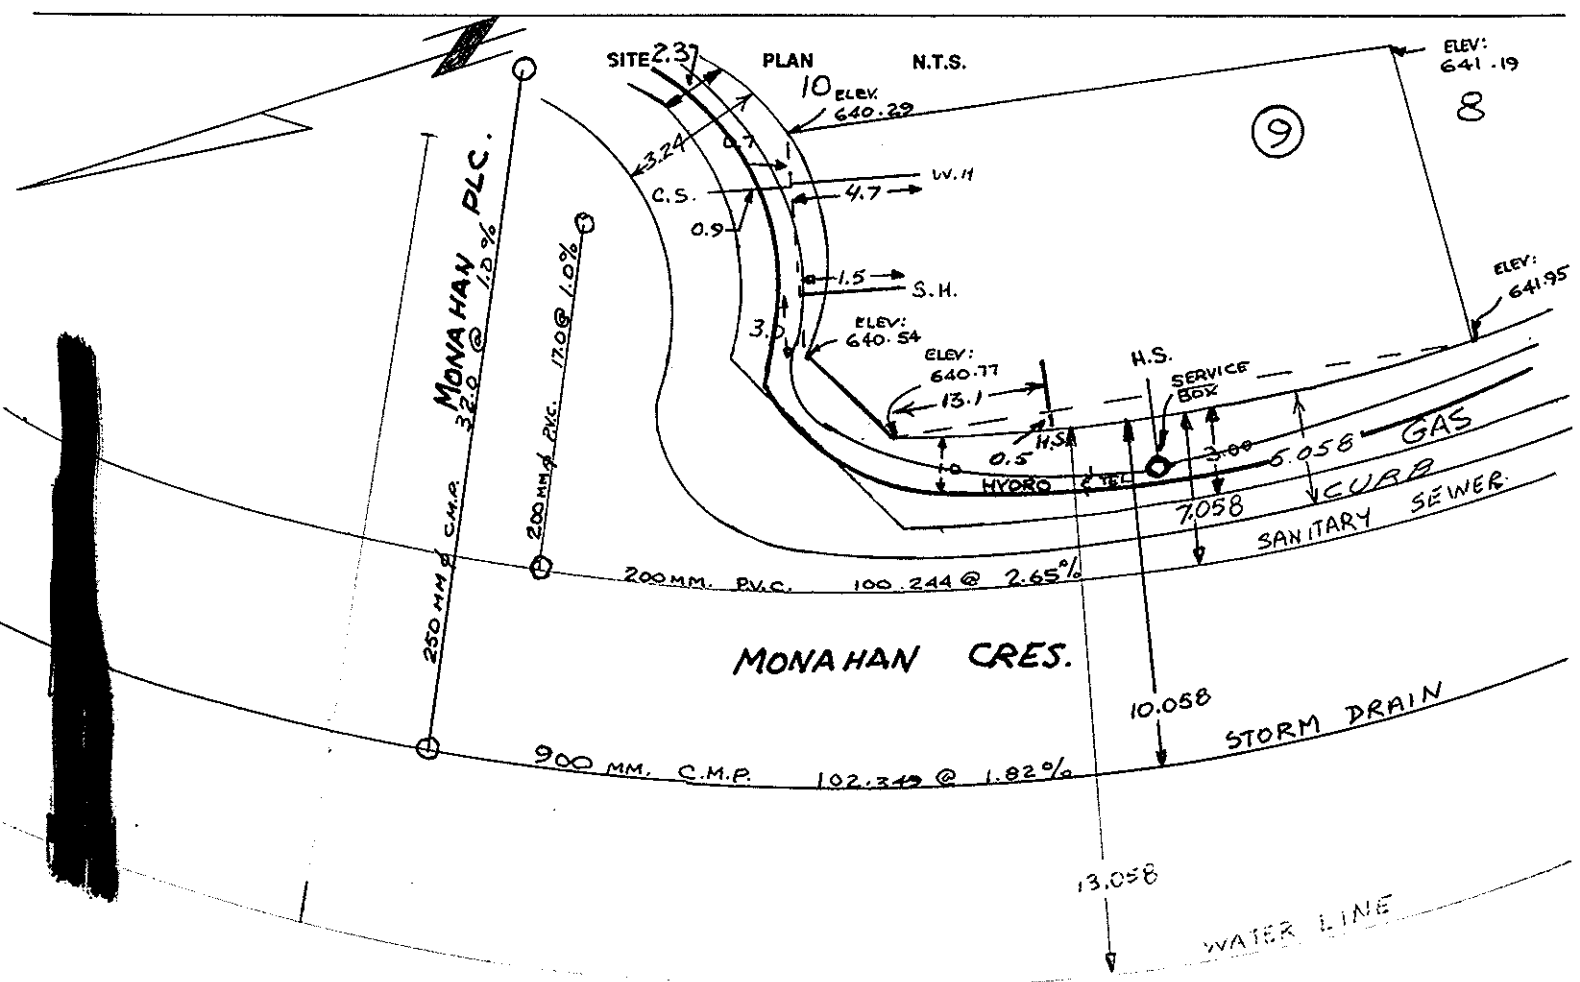 SITE PLAN N.T.S.
2.3
10
ELEV.
640.29
ELEV:
641.19
8
9
3.24
0.7
W.H
C.S.
4.7
0.9
MONAHAN PLC.
32.0 @ 1.0%
250 MM ø C.M.P.
17.0 @ 1.0%
200 MM ø P.V.C.
1.5
S.H.
3.0
ELEV:
640.54
ELEV:
641.95
ELEV:
640.77
13.1
H.S.
SERVICE
BOX
H.S.
0.5
HYDRO & TEL
3.00
5.058
GAS
CURB
7.058
SANITARY SEWER
200 MM. P.V.C. 100.244 @ 2.65%
MONAHAN CRES.
10.058
STORM DRAIN
900 MM. C.M.P. 102.349 @ 1.82%
13.058
WATER LINE